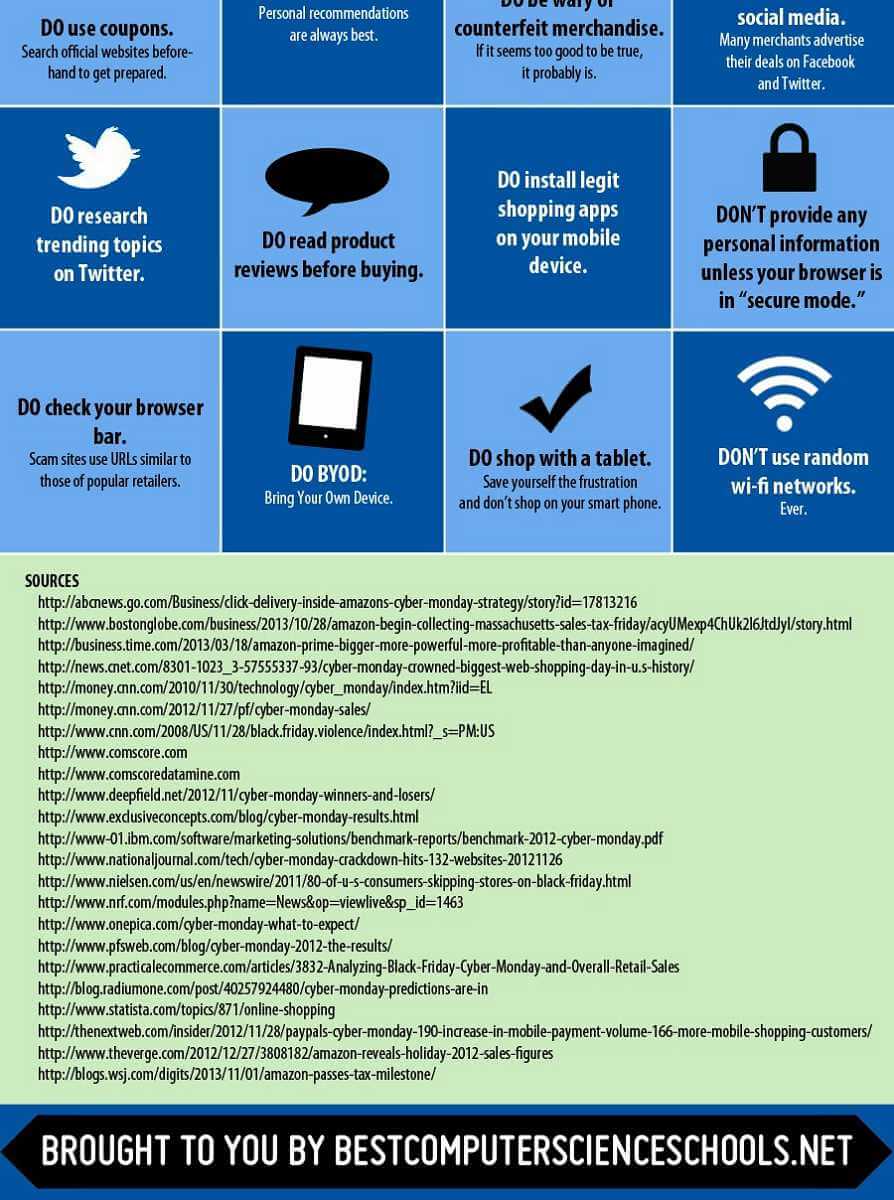 DO use coupons.
Search official websites before-
hand to get prepared.
Personal recommendations
are always best.
DO be wary of
counterfeit merchandise.
If it seems too good to be true,
it probably is.
social media.
Many merchants advertise
their deals on Facebook
and Twitter.
DO research
trending topics
on Twitter.
DO read product
reviews before buying.
DO install legit
shopping apps
on your mobile
device.
DON'T provide any
personal information
unless your browser is
in “secure mode.”
DO check your browser
bar.
Scam sites use URLs similar to
those of popular retailers.
DO BYOD:
Bring Your Own Device.
DO shop with a tablet.
Save yourself the frustration
and don't shop on your smart phone.
DON'T use random
wi-fi networks.
Ever.
SOURCES
http://abcnews.go.com/Business/click-delivery-inside-amazons-cyber-monday-strategy/story?id=17813216
http://www.bostonglobe.com/business/2013/10/28/amazon-begin-collecting-massachusetts-sales-tax-friday/acyUMexp4ChUk2I6JtdJyI/story.html
http://business.time.com/2013/03/18/amazon-prime-bigger-more-powerful-more-profitable-than-anyone-imagined/
http://news.cnet.com/8301-1023_3-57555337-93/cyber-monday-crowned-biggest-web-shopping-day-in-u.s-history/
http://money.cnn.com/2010/11/30/technology/cyber_monday/index.htm?iid=EL
http://money.cnn.com/2012/11/27/pf/cyber-monday-sales/
http://www.cnn.com/2008/US/11/28/black.friday.violence/index.html?_s=PM:US
http://www.comscore.com
http://www.comscoredatamine.com
http://www.deepfield.net/2012/11/cyber-monday-winners-and-losers/
http://www.exclusiveconcepts.com/blog/cyber-monday-results.html
http://www-01.ibm.com/software/marketing-solutions/benchmark-reports/benchmark-2012-cyber-monday.pdf
http://www.nationaljournal.com/tech/cyber-monday-crackdown-hits-132-websites-20121126
http://www.nielsen.com/us/en/newswire/2011/80-of-u-s-consumers-skipping-stores-on-black-friday.html
http://www.nrf.com/modules.php?name=News&op=viewlive&sp_id=1463
http://www.onepica.com/cyber-monday-what-to-expect/
http://www.pfsweb.com/blog/cyber-monday-2012-the-results/
http://www.practicalecommerce.com/articles/3832-Analyzing-Black-Friday-Cyber-Monday-and-Overall-Retail-Sales
http://blog.radiumone.com/post/40257924480/cyber-monday-predictions-are-in
http://www.statista.com/topics/871/online-shopping
http://thenextweb.com/insider/2012/11/28/paypals-cyber-monday-190-increase-in-mobile-payment-volume-166-more-mobile-shopping-customers/
http://www.theverge.com/2012/12/27/3808182/amazon-reveals-holiday-2012-sales-figures
http://blogs.wsj.com/digits/2013/11/01/amazon-passes-tax-milestone/
BROUGHT TO YOU BY BESTCOMPUTERSCIENCESCHOOLS.NET